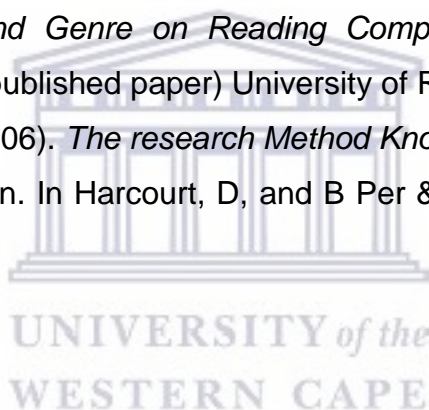 nd Genre on Reading Comp
ublished paper) University of R
06). The research Method Kno
n. In Harcourt, D, and B Per &
UNIVERSITY of the
WESTERN CAPE